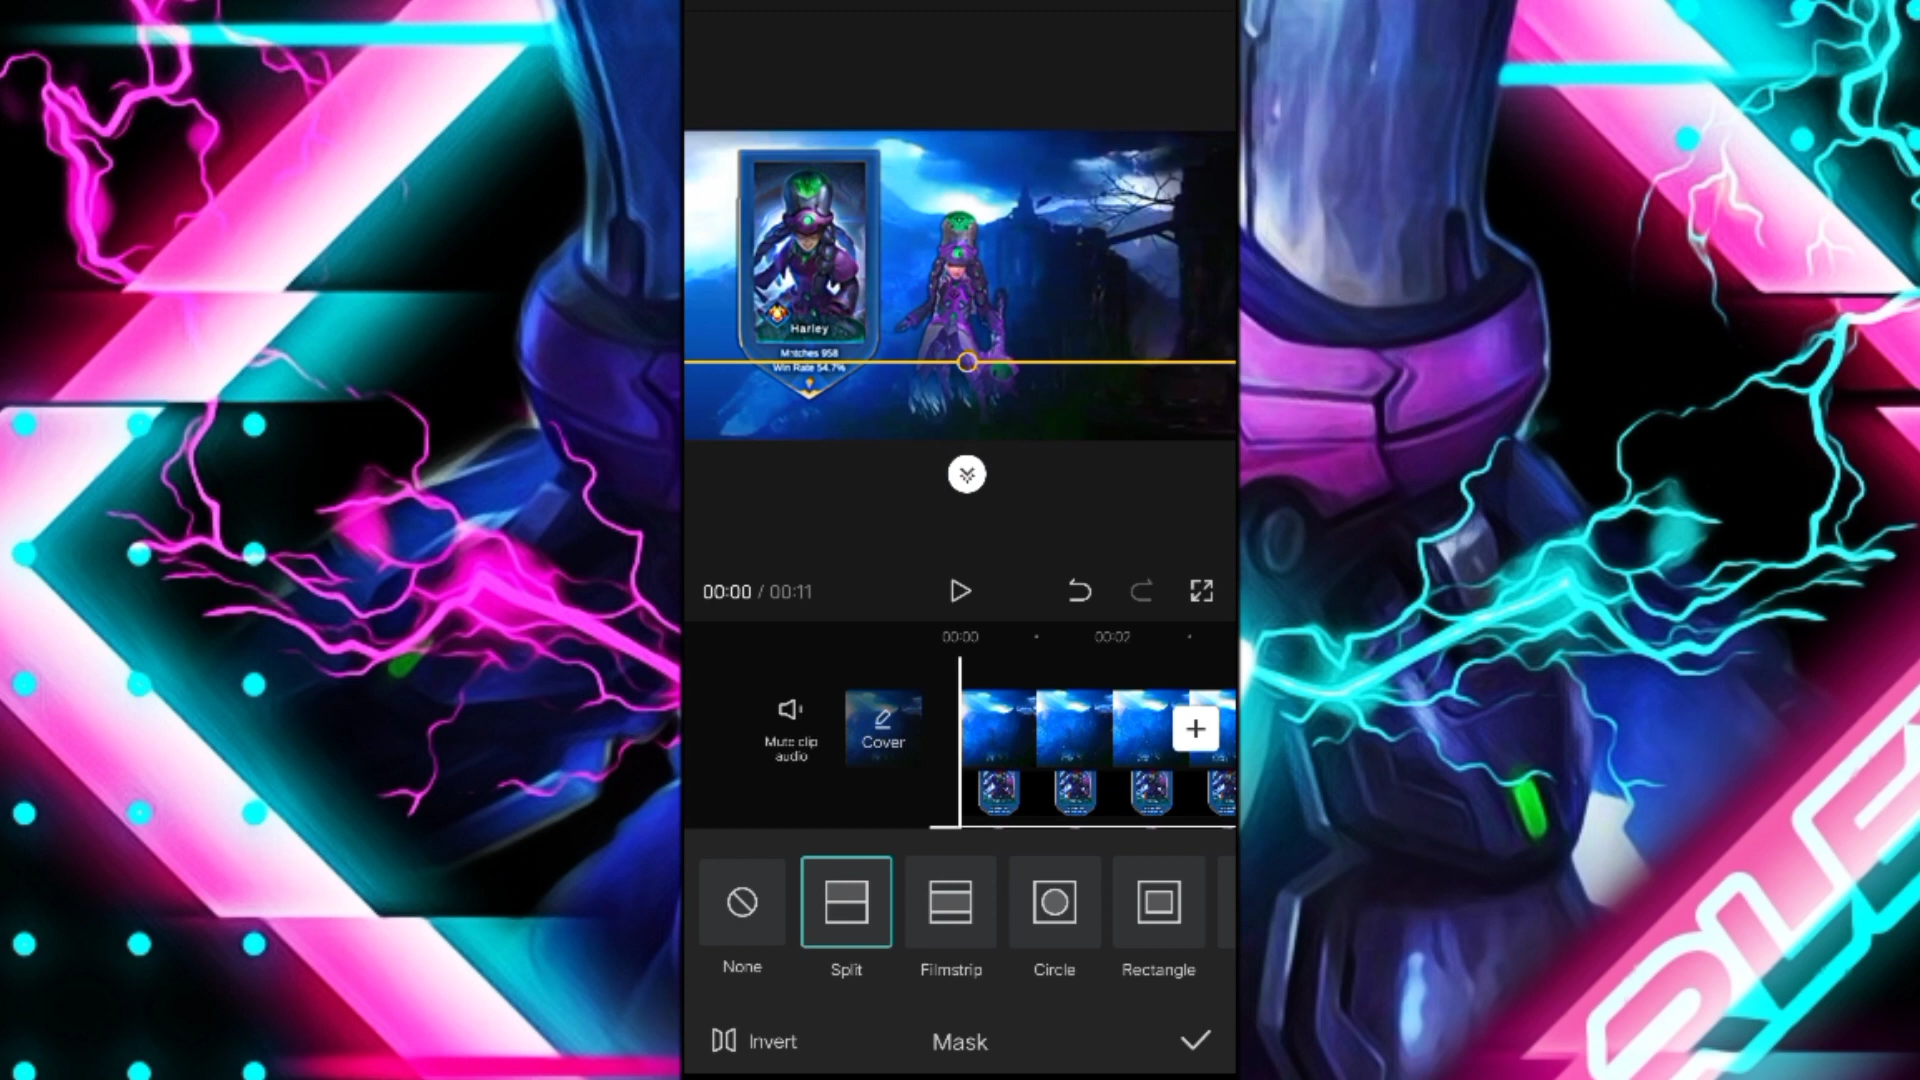 Harley
Matches 958
Win Rate 54.7%
00:00 / 00:11
00:00
00:02
Mute clip
audio
Cover
None
Split
Filmstrip
Circle
Rectangle
Invert
Mask